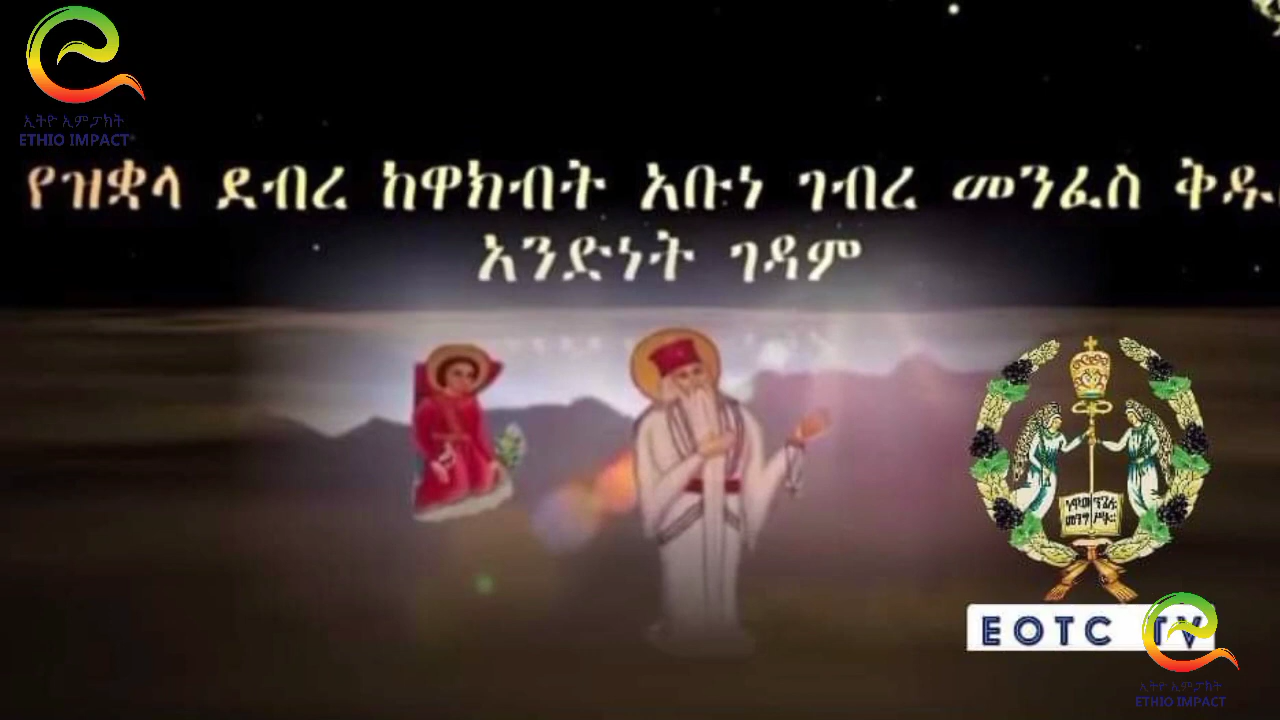 ኢትዮ ኢምፓክት
ETHIO IMPACT
የዝቋላ ደብረ ከዋክብት አቡነ ገብረ መንፈስ ቅዱ
አንድነት ገዳም
EOTC TV
ኢትዮ ኢምፓክት
ETHIO IMPACT